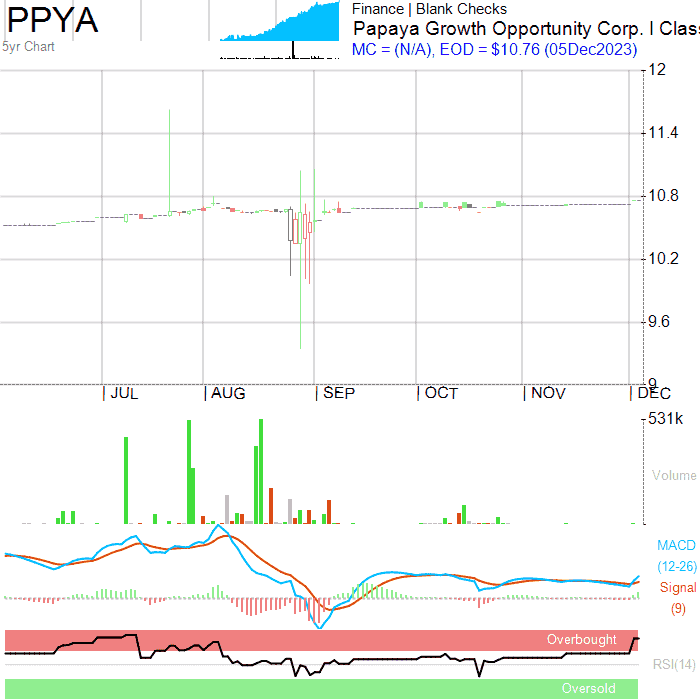 PPYA
5yr Chart
Finance | Blank Checks
Papaya Growth Opportunity Corp. I Clas
MC = (N/A), EOD = $10.76 (05Dec2023)
12
11.4
10.8
10.2
9.6
9
JUL AUG SEP OCT NOV DEC
531k
Volume
MACD
(12-26)
Signal
(9)
Overbought
RSI(14)
Oversold